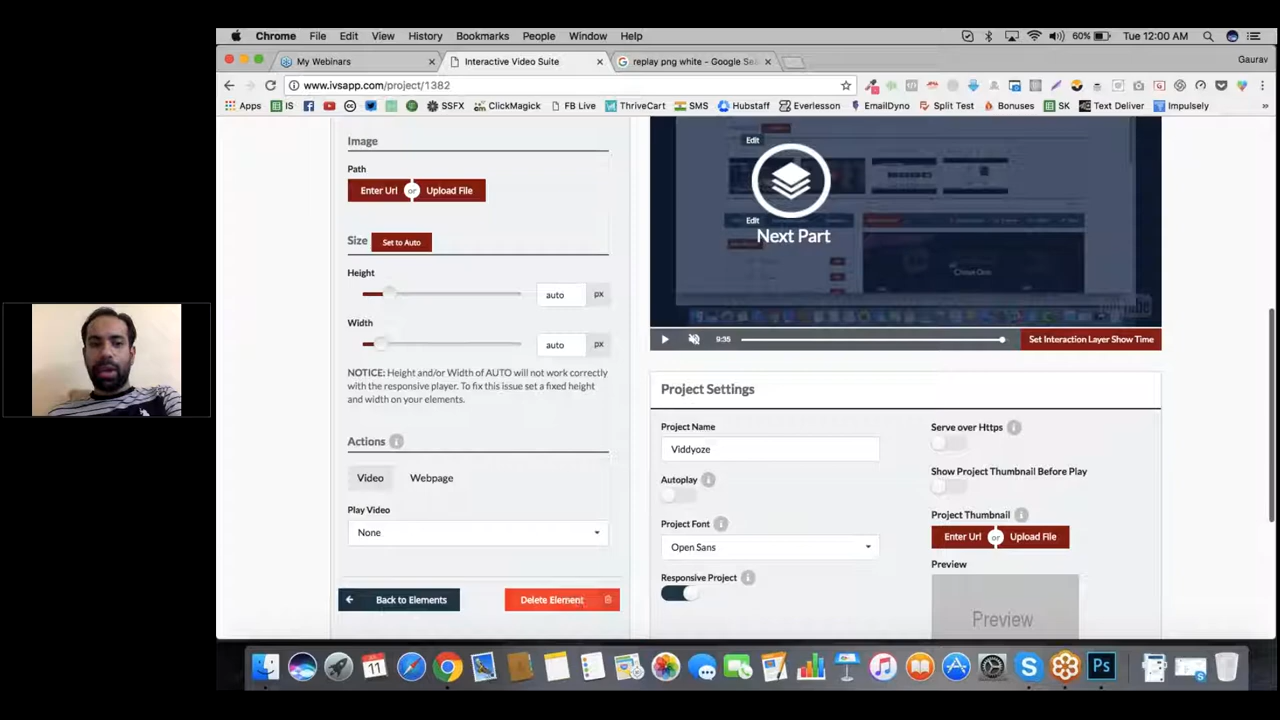 Chrome File Edit View History Bookmarks People Window Help
60% Tue 12:00 AM
My Webinars
Interactive Video Suite
replay png white - Google Sea
Gaurav
www.ivsapp.com/project/1382
Apps IS CC SSFX ClickMagick FB Live ThriveCart SMS Hubstaff Everlesson EmailDyno Split Test Bonuses SK Text Deliver Impulsely »
Image
Path
Enter Url or Upload File
Size Set to Auto
Height
auto px
Width
auto px
NOTICE: Height and/or Width of AUTO will not work correctly
with the responsive player. To fix this issue set a fixed height
and width on your elements.
Actions
Video Webpage
Play Video
None
Back to Elements
Delete Element
Edit
Edit
Next Part
9:35
Set Interaction Layer Show Time
Project Settings
Project Name
Viddyoze
Autoplay
Project Font
Open Sans
Responsive Project
Serve over Https
Show Project Thumbnail Before Play
Project Thumbnail
Enter Url or Upload File
Preview
Preview
11
Ps